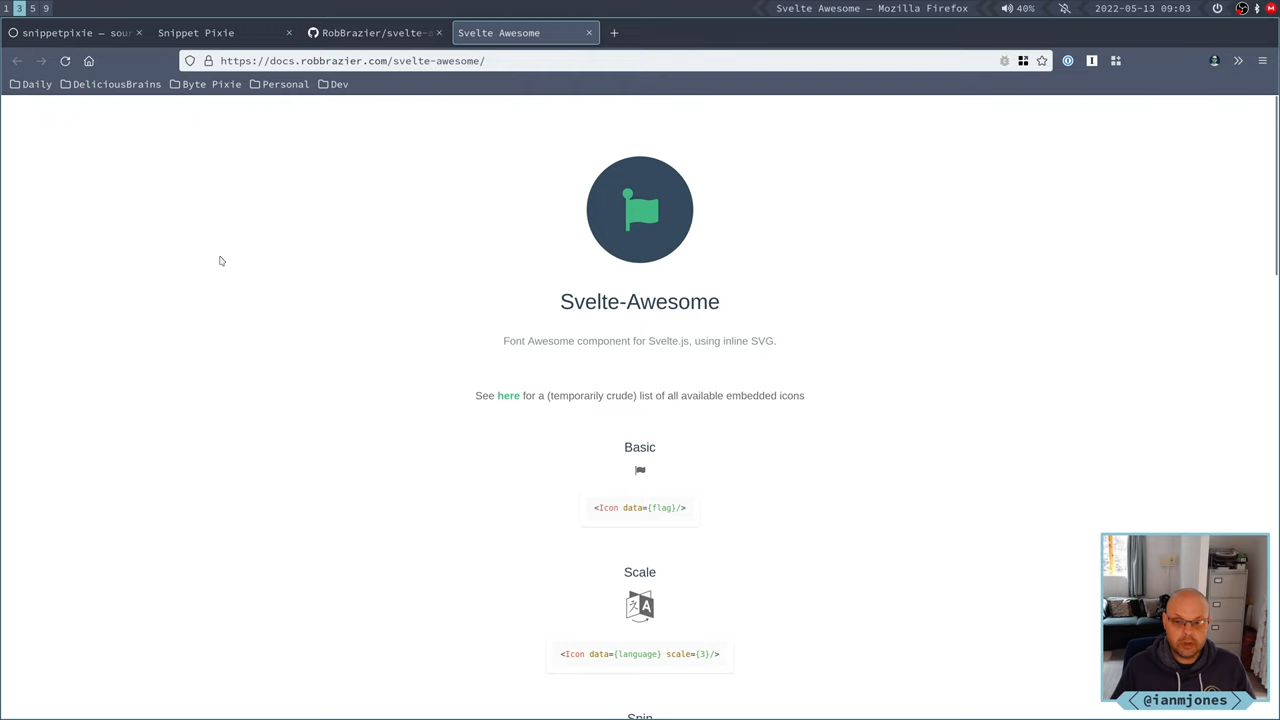 1 3 5 9
Svelte Awesome — Mozilla Firefox
40%
2022-05-13 09:03
snippetpixie — sour
Snippet Pixie
RobBrazier/svelte-a
Svelte Awesome
https://docs.robbrazier.com/svelte-awesome/
Daily
DeliciousBrains
Byte Pixie
Personal
Dev
Svelte-Awesome
Font Awesome component for Svelte.js, using inline SVG.
See here for a (temporarily crude) list of all available embedded icons
Basic
<Icon data={flag}/>
Scale
<Icon data={language} scale={3}/>
Spin
@ianmjones